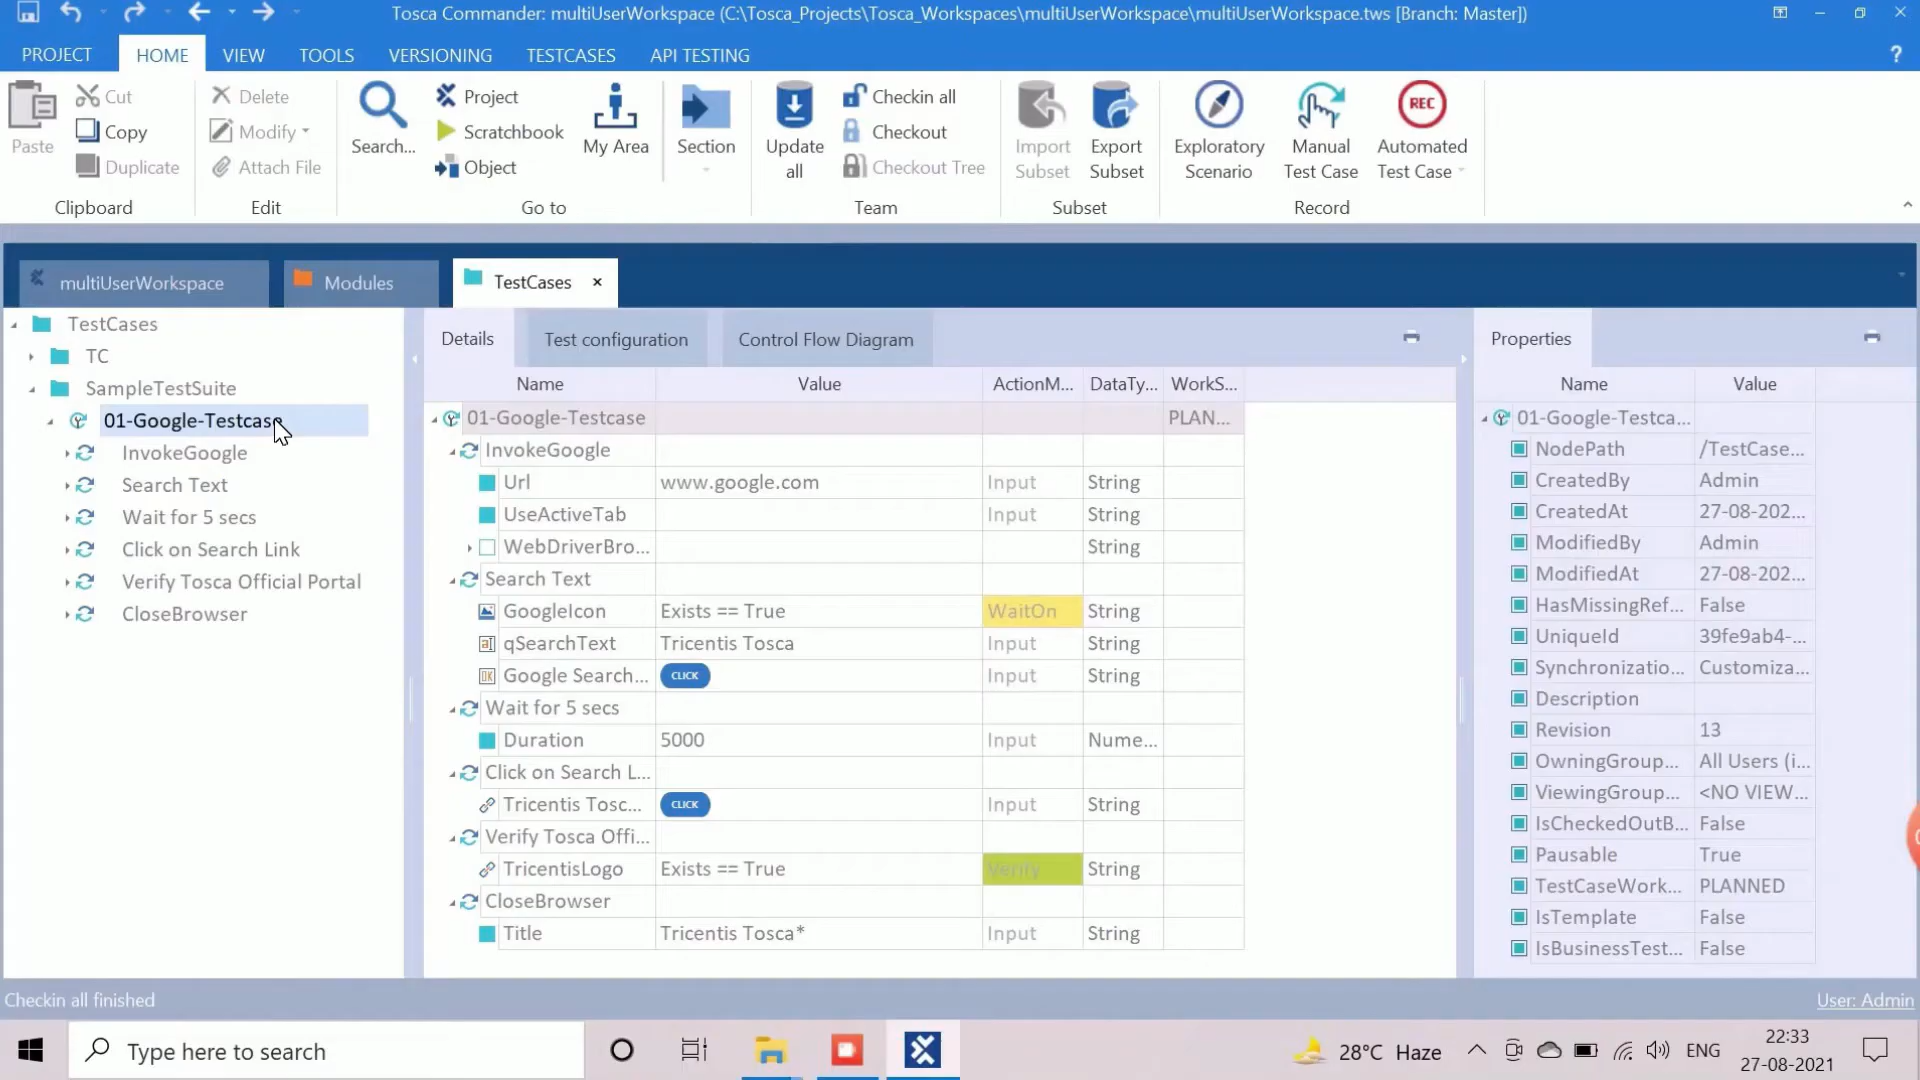 Tosca Commander: multiUserWorkspace (C:\Tosca_Projects\Tosca_Workspaces\multiUserWorkspace\multiUserWorkspace.tws [Branch: Master])
PROJECT HOME VIEW TOOLS VERSIONING TESTCASES API TESTING ?
Paste
Cut
Copy
Duplicate
Clipboard
Delete
Modify
Attach File
Edit
Search...
Project
Scratchbook
Object
My Area
Section
Go to
Update all
Checkin all
Checkout
Checkout Tree
Team
Import Subset
Export Subset
Subset
Exploratory Scenario
Manual Test Case
REC
Automated Test Case
Record
multiUserWorkspace Modules TestCases ×
TestCases
TC
SampleTestSuite
01-Google-Testcase
InvokeGoogle
Search Text
Wait for 5 secs
Click on Search Link
Verify Tosca Official Portal
CloseBrowser
Details Test configuration Control Flow Diagram
Name Value ActionM... DataTy... WorkS...
01-Google-Testcase PLAN...
InvokeGoogle
Url www.google.com Input String
UseActiveTab Input String
WebDriverBro... String
Search Text
GoogleIcon Exists == True WaitOn String
qSearchText Tricentis Tosca Input String
Google Search... CLICK Input String
Wait for 5 secs
Duration 5000 Input Nume...
Click on Search L...
Tricentis Tosc... CLICK Input String
Verify Tosca Offi...
TricentisLogo Exists == True Verify String
CloseBrowser
Title Tricentis Tosca* Input String
Properties
Name Value
01-Google-Testca...
NodePath /TestCase...
CreatedBy Admin
CreatedAt 27-08-202...
ModifiedBy Admin
ModifiedAt 27-08-202...
HasMissingRef... False
UniqueId 39fe9ab4-...
Synchronizatio... Customiza...
Description
Revision 13
OwningGroup... All Users (i...
ViewingGroup... <NO VIEW...
IsCheckedOutB... False
Pausable True
TestCaseWork... PLANNED
IsTemplate False
IsBusinessTest... False
Checkin all finished
User: Admin
Type here to search
28°C Haze
ENG
22:33
27-08-2021